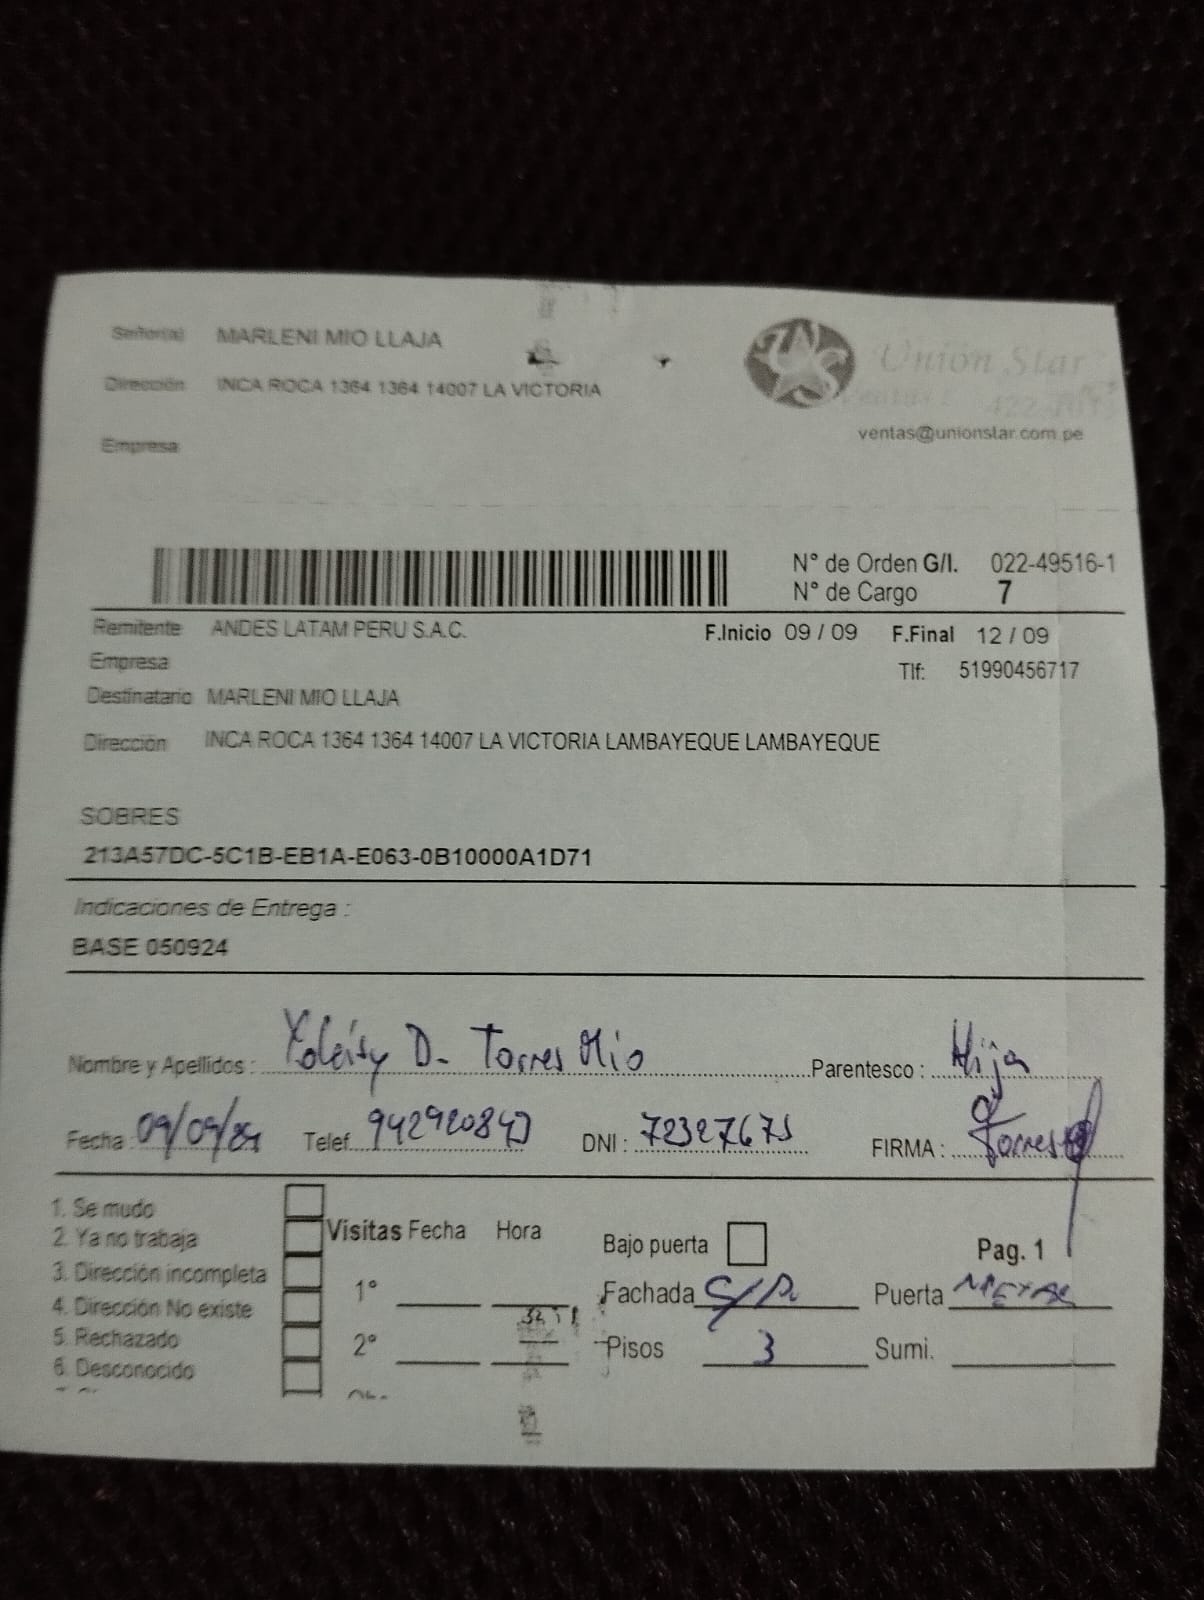 Señor(a) MARLENI MIO LLAJA
Dirección INCA ROCA 1364 1364 14007 LA VICTORIA
Empresa
Union Star
ventas@unionstar.com.pe
N° de Orden G/I. 022-49516-1
N° de Cargo 7
Remitente ANDES LATAM PERU S.A.C. F.Inicio 09 / 09 F.Final 12 / 09
Empresa Tlf: 51990456717
Destinatario MARLENI MIO LLAJA
Dirección INCA ROCA 1364 1364 14007 LA VICTORIA LAMBAYEQUE LAMBAYEQUE
SOBRES
213A57DC-5C1B-EB1A-E063-0B10000A1D71
Indicaciones de Entrega :
BASE 050924
Nombre y Apellidos : Yoleisy D. Torres Mio Parentesco : Hija
Fecha : 09/09/24 Telef. DNI : 72327675 FIRMA : Torres
1. Se mudo
2. Ya no trabaja
3. Dirección incompleta
4. Dirección No existe
5. Rechazado
6. Desconocido
Visitas Fecha Hora
1°
2°
Bajo puerta Pag. 1
Fachada Puerta
Pisos 3 Sumi.